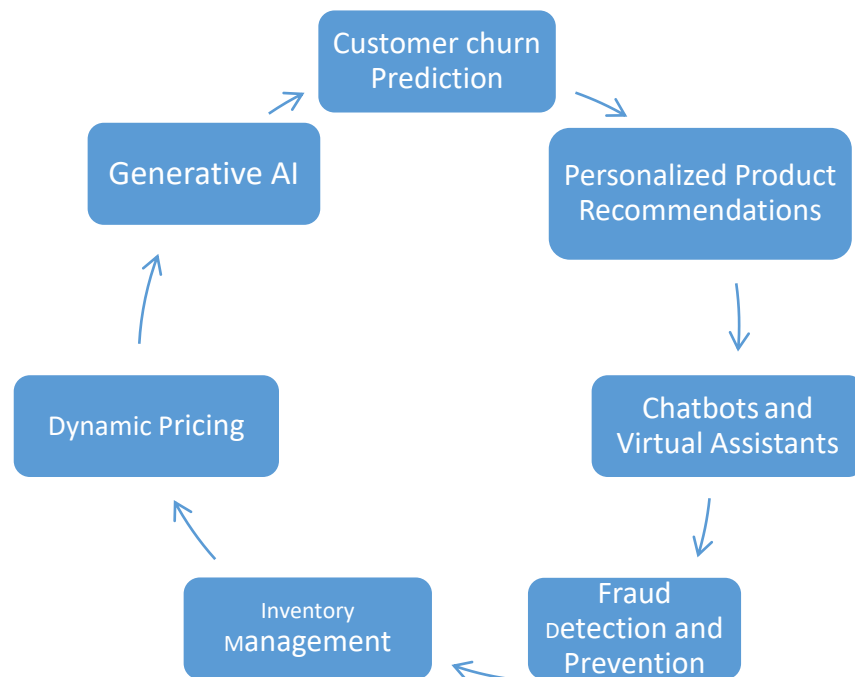 Customer churn
Prediction
Personalized Product
Recommendations
Chatbots and
Virtual Assistants
Fraud
Detection and
Prevention
Inventory
Management
Dynamic Pricing
Generative AI